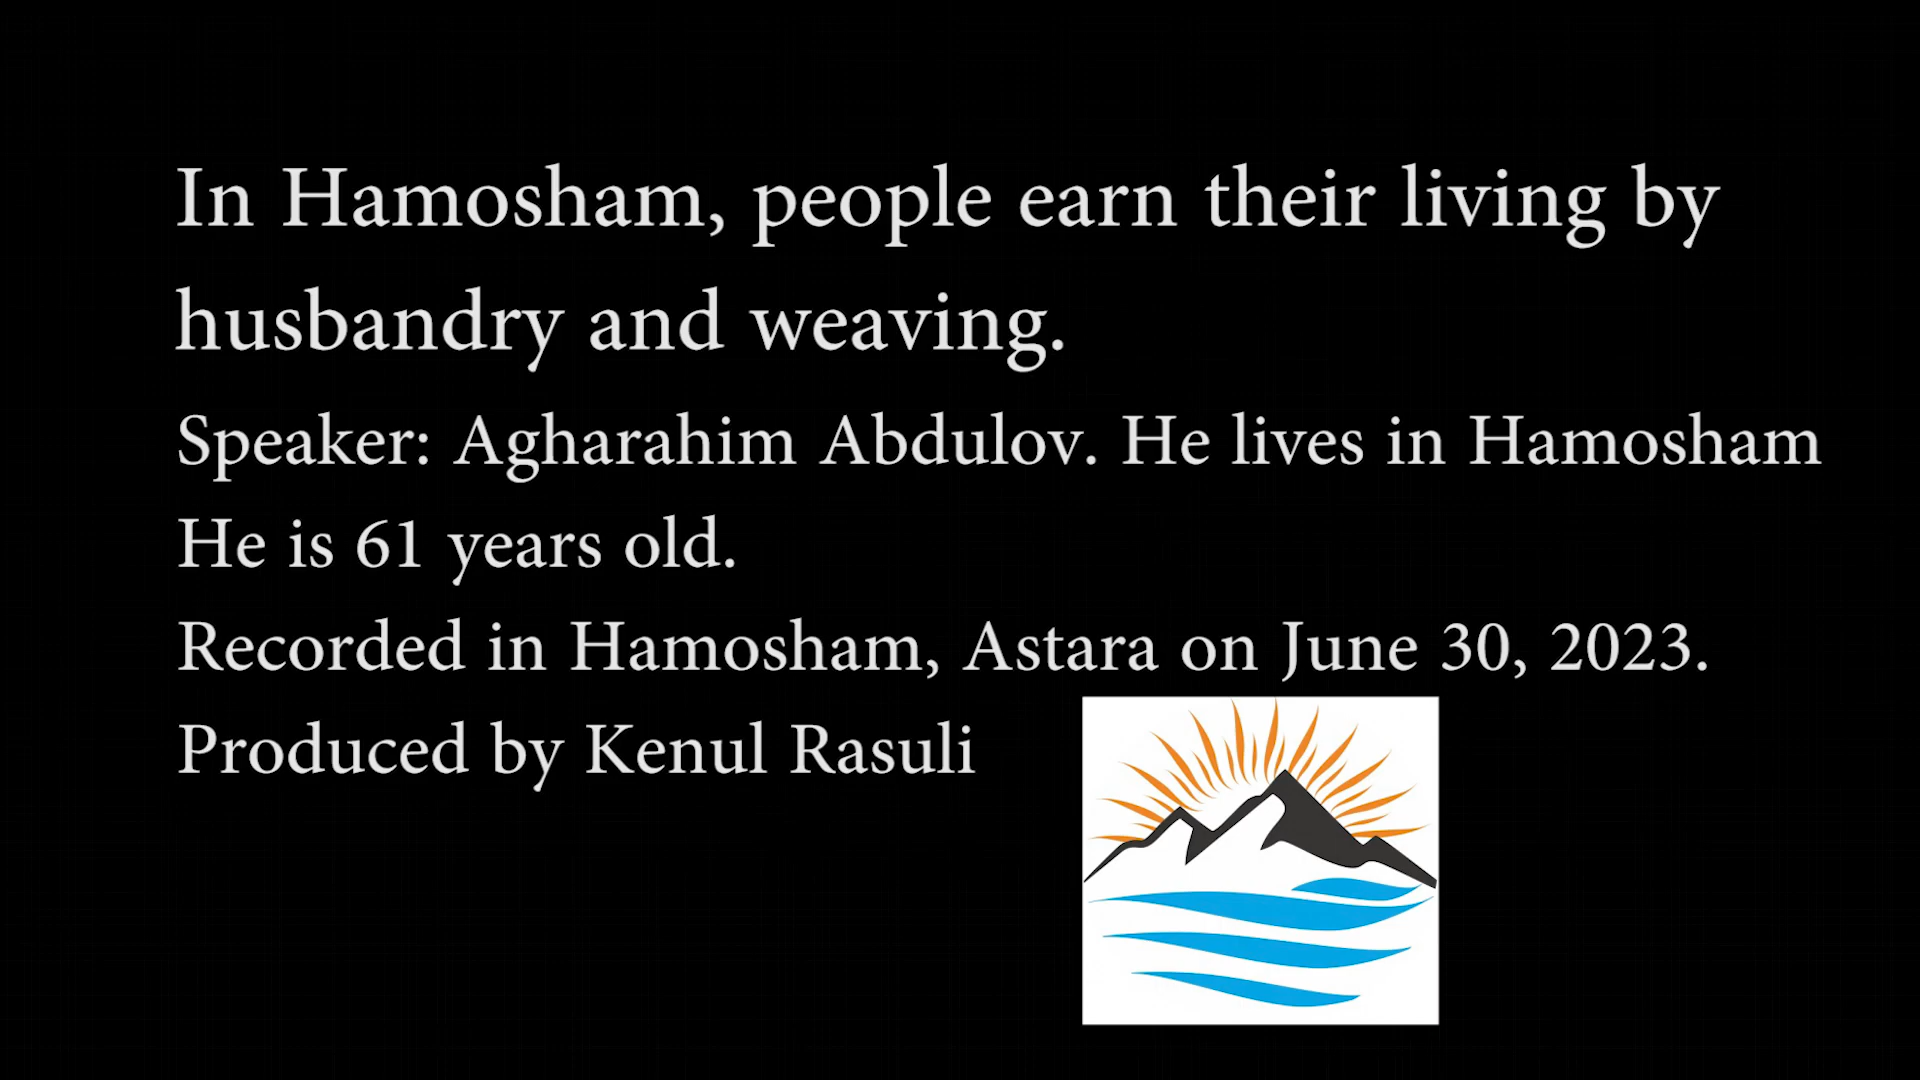 In Hamosham, people earn their living by
husbandry and weaving.
Speaker: Agharahim Abdulov. He lives in Hamosham
He is 61 years old.
Recorded in Hamosham, Astara on June 30, 2023.
Produced by Kenul Rasuli